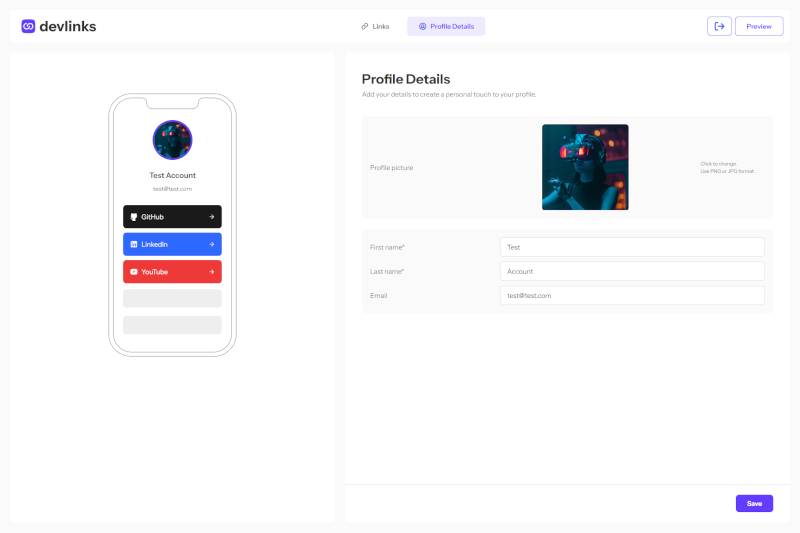 devlinks
Links
Profile Details
Preview
Test Account
test@test.com
GitHub
LinkedIn
YouTube
Profile Details
Add your details to create a personal touch to your profile.
Profile picture
Click to change.
Use PNG or JPG format.
First name*
Test
Last name*
Account
Email
test@test.com
Save